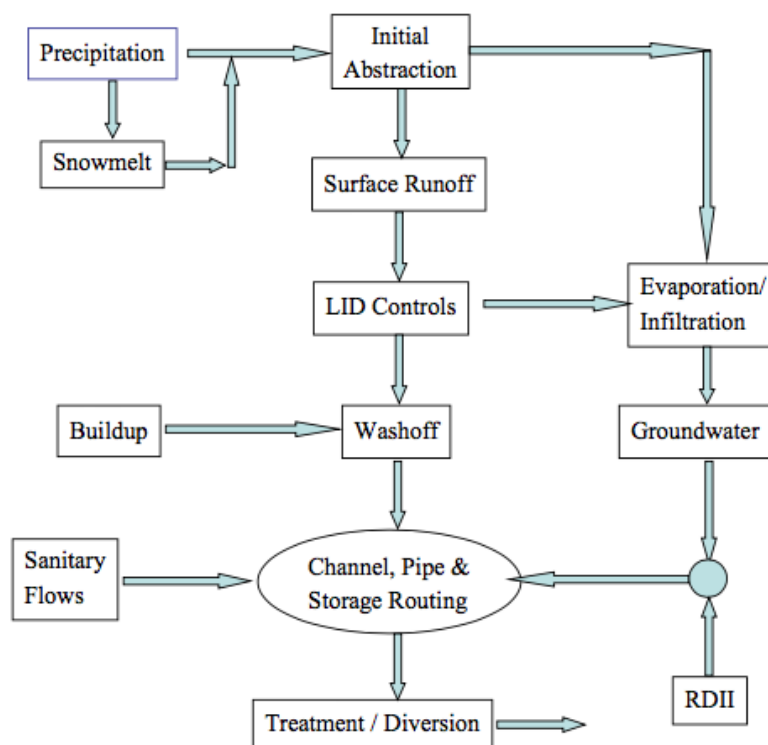 Initial
Abstraction
Precipitation
Snowmelt
Surface Runoff
LID Controls
Evaporation/
Infiltration
Buildup
Washoff
Groundwater
Sanitary
Flows
Channel, Pipe &
Storage Routing
RDII
Treatment / Diversion